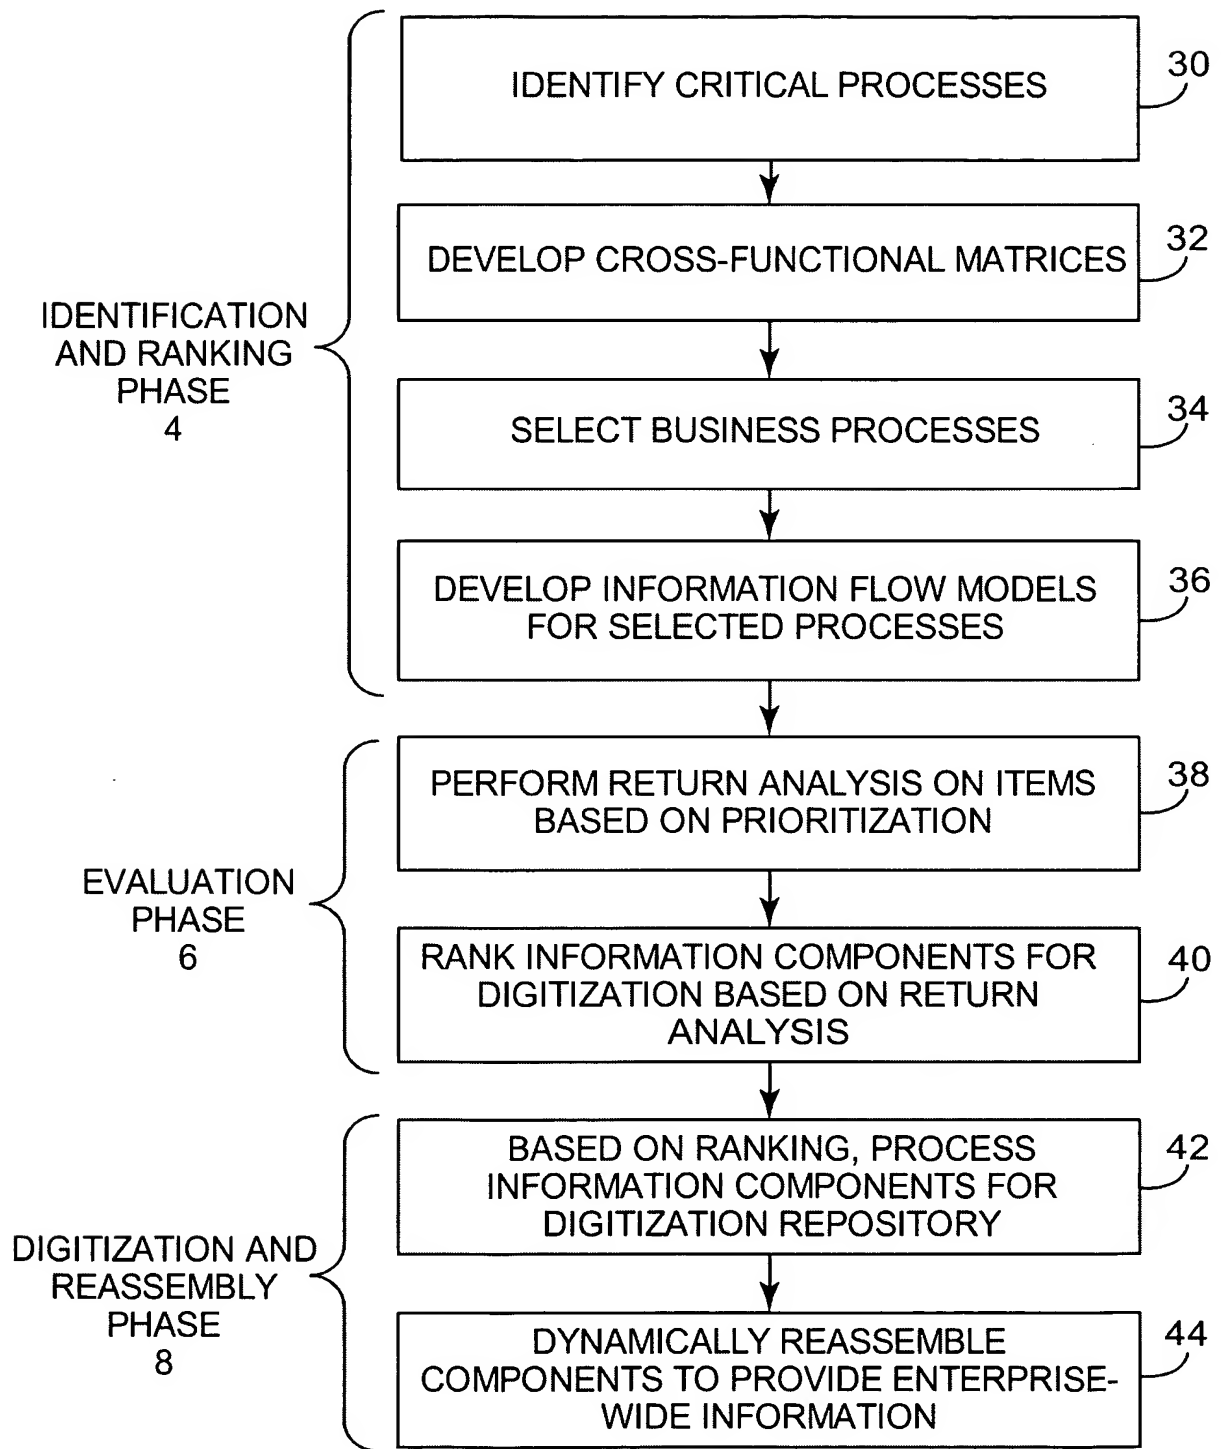 IDENTIFY CRITICAL PROCESSES
30
DEVELOP CROSS-FUNCTIONAL MATRICES
32
IDENTIFICATION
AND RANKING
PHASE
4
SELECT BUSINESS PROCESSES
34
DEVELOP INFORMATION FLOW MODELS
FOR SELECTED PROCESSES
36
PERFORM RETURN ANALYSIS ON ITEMS
BASED ON PRIORITIZATION
38
EVALUATION
PHASE
6
RANK INFORMATION COMPONENTS FOR
DIGITIZATION BASED ON RETURN
ANALYSIS
40
BASED ON RANKING, PROCESS
INFORMATION COMPONENTS FOR
DIGITIZATION REPOSITORY
42
DIGITIZATION AND
REASSEMBLY
PHASE
8
DYNAMICALLY REASSEMBLE
COMPONENTS TO PROVIDE ENTERPRISE-
WIDE INFORMATION
44